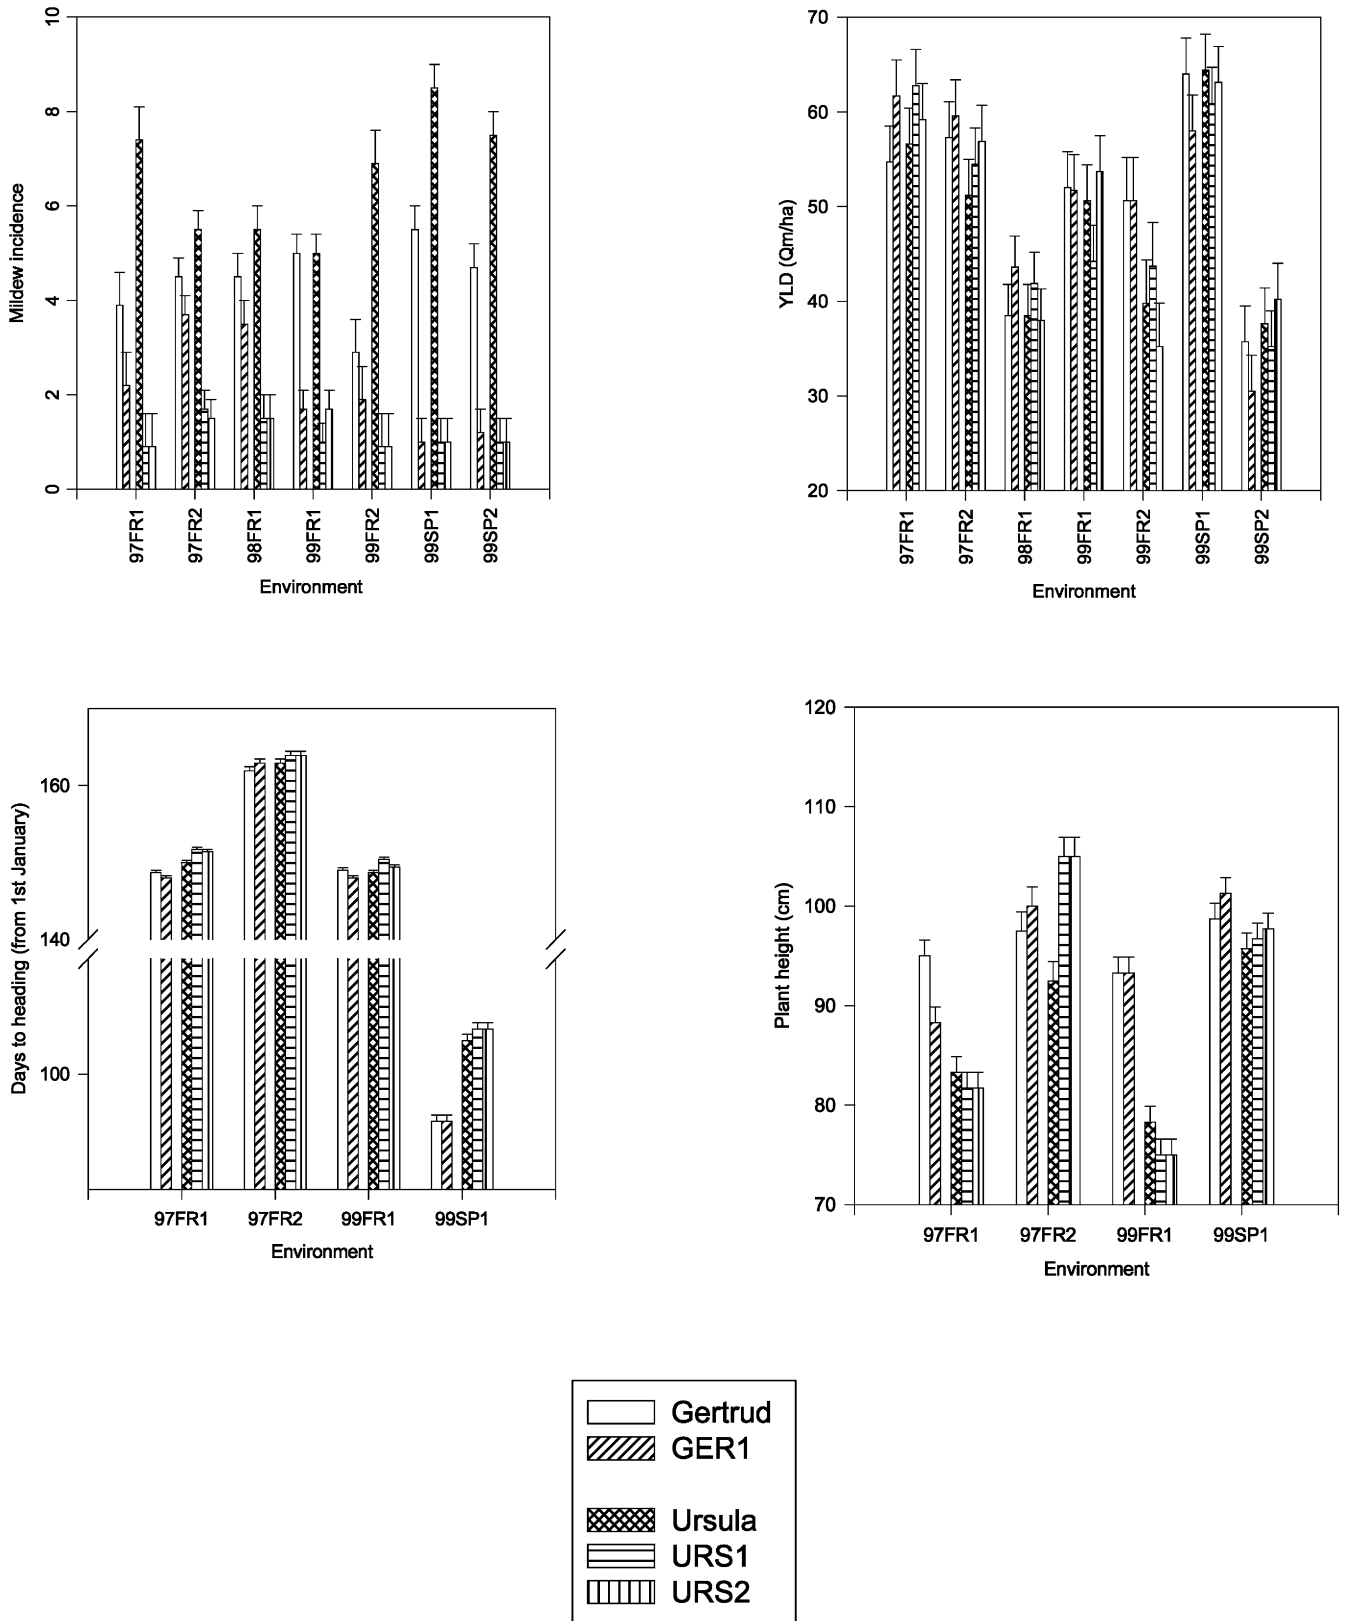 10
8
6
4
2
0
Mildew incidence
97FR1
97FR2
98FR1
99FR1
99FR2
99SP1
99SP2
Environment
70
60
50
40
30
20
YLD (Qm/ha)
97FR1
97FR2
98FR1
99FR1
99FR2
99SP1
99SP2
Environment
160
140
100
Days to heading (from 1st January)
97FR1 97FR2 99FR1 99SP1
Environment
120
110
100
90
80
70
Plant height (cm)
97FR1 97FR2 99FR1 99SP1
Environment
Gertrud
GER1
Ursula
URS1
URS2